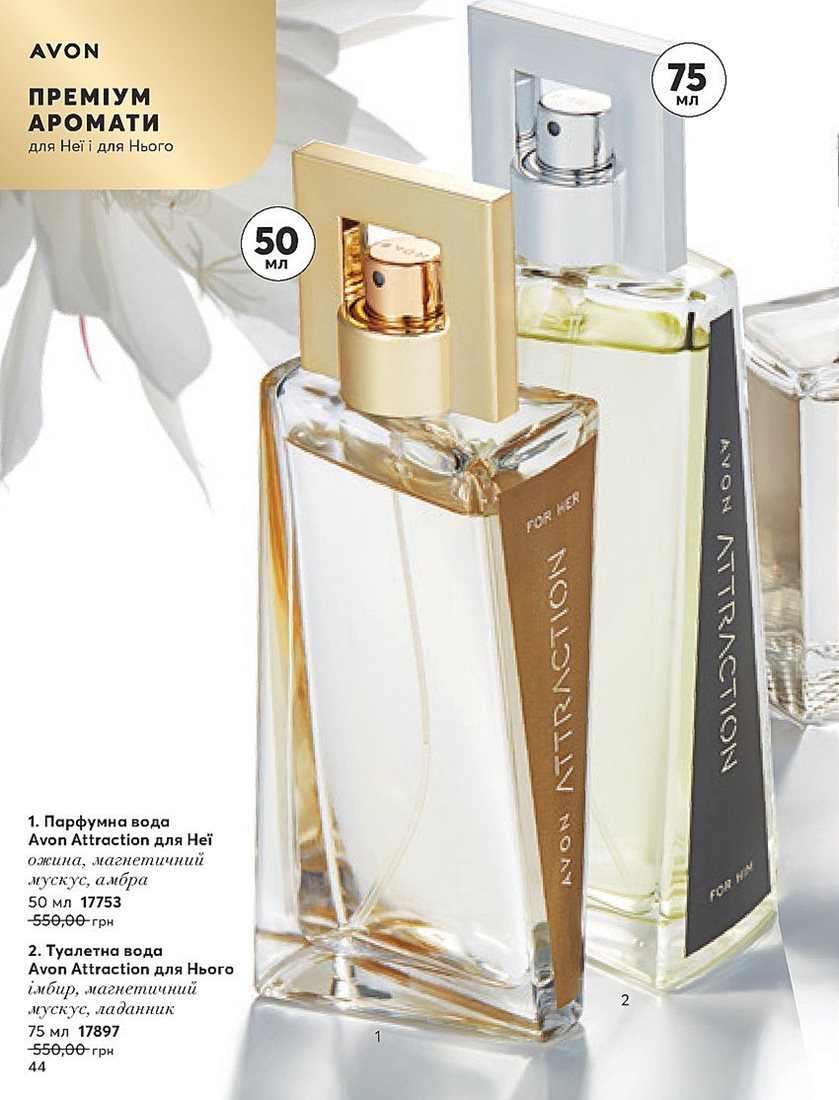 AVON
ПРЕМІУМ
АРОМАТИ
для Неї і для Нього
75
мл
50
мл
AVON
FOR HER
AVON ATTRACTION
AVON ATTRACTION
FOR HIM
1. Парфумна вода
Avon Attraction для Неї
ожина, магнетичний
мускус, амбра
50 мл 17753
550,00 грн
2. Туалетна вода
Avon Attraction для Нього
імбир, магнетичний
мускус, ладанник
75 мл 17897
550,00 грн
44
1
2